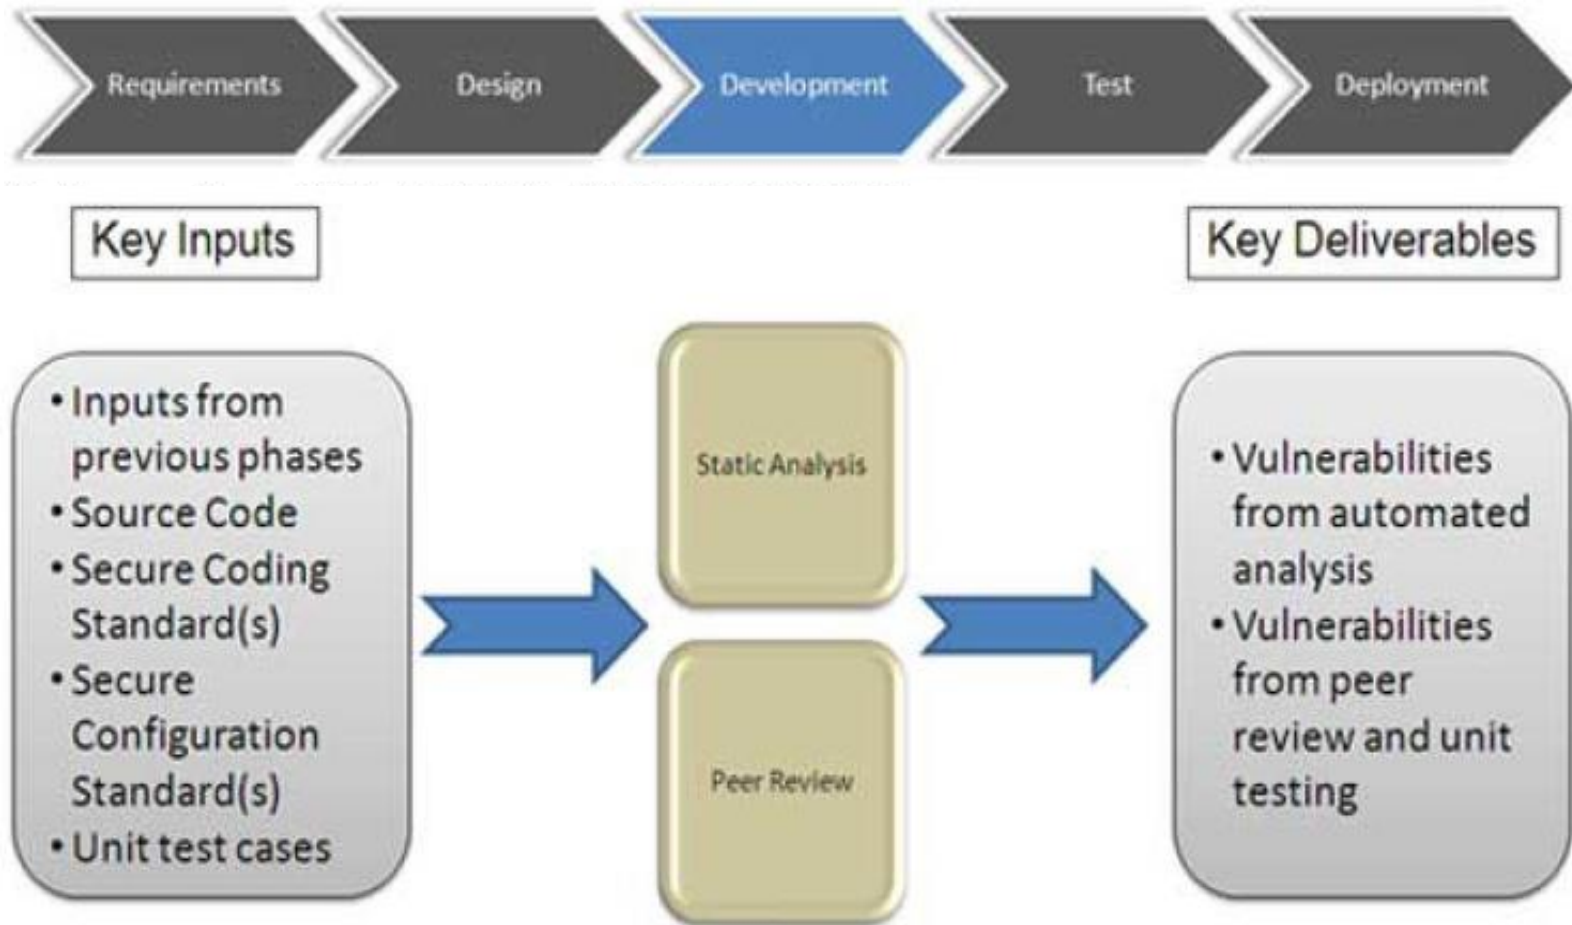 Requirements
Design
Development
Test
Deployment
Key Inputs
Key Deliverables
• Inputs from
previous phases
• Source Code
• Secure Coding
Standard(s)
• Secure
Configuration
Standard(s)
• Unit test cases
Static Analysis
Peer Review
• Vulnerabilities
from automated
analysis
• Vulnerabilities
from peer
review and unit
testing